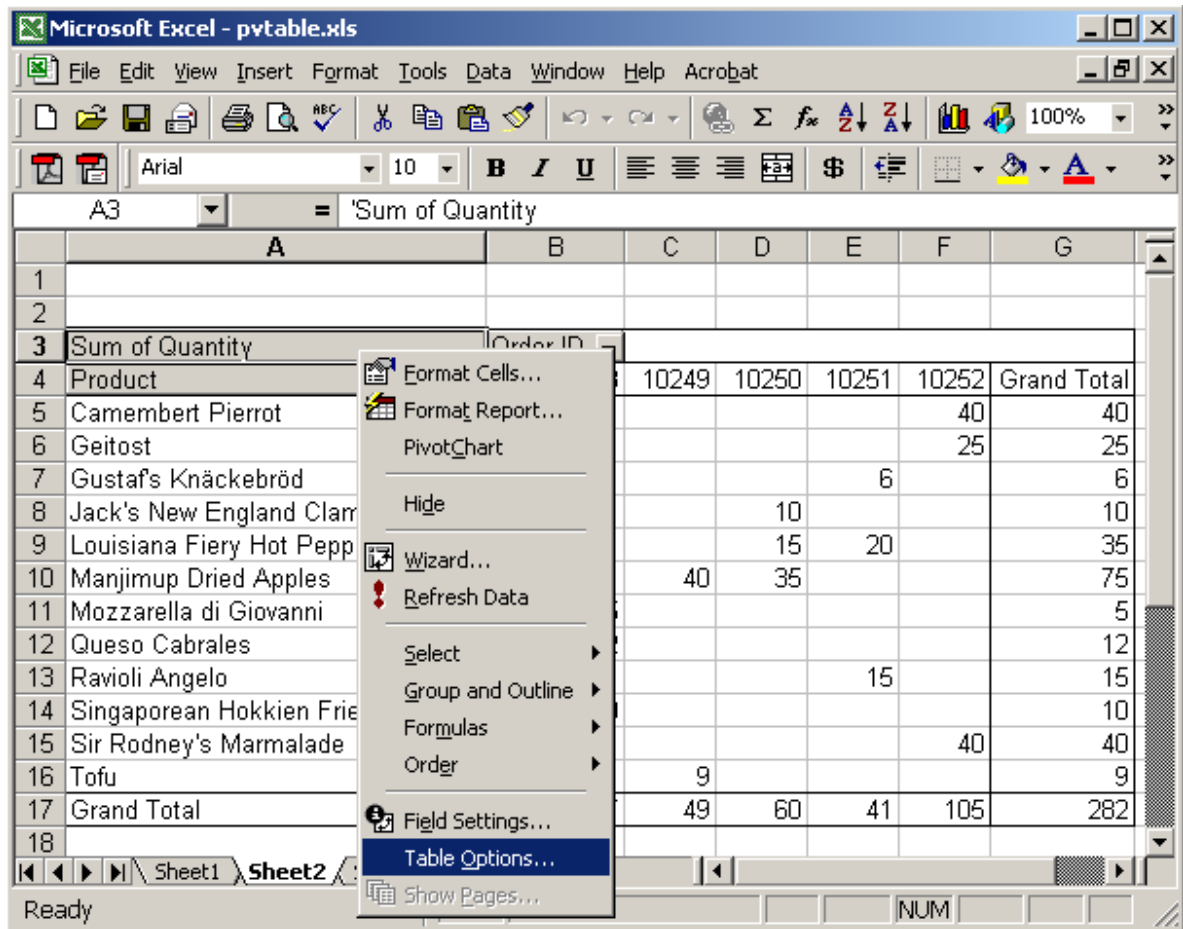 Microsoft Excel - pvtable.xls
File Edit View Insert Format Tools Data Window Help Acrobat
ABC Σ fx A Z Z A 100% »
Arial 10 B I U a $ A »
A3 = 'Sum of Quantity
A B C D E F G
1
2
3 Sum of Quantity Order ID
4 Product 10249 10250 10251 10252 Grand Total
5 Camembert Pierrot 40 40
6 Geitost 25 25
7 Gustaf's Knäckebröd 6 6
8 Jack's New England Clam 10 10
9 Louisiana Fiery Hot Pepp 15 20 35
10 Manjimup Dried Apples 40 35 75
11 Mozzarella di Giovanni 5
12 Queso Cabrales 12
13 Ravioli Angelo 15 15
14 Singaporean Hokkien Frie 10
15 Sir Rodney's Marmalade 40 40
16 Tofu 9 9
17 Grand Total 49 60 41 105 282
18
Format Cells...
Format Report...
PivotChart
Hide
Wizard...
Refresh Data
Select
Group and Outline
Formulas
Order
Field Settings...
Table Options...
Show Pages...
Sheet1 Sheet2
Ready NUM